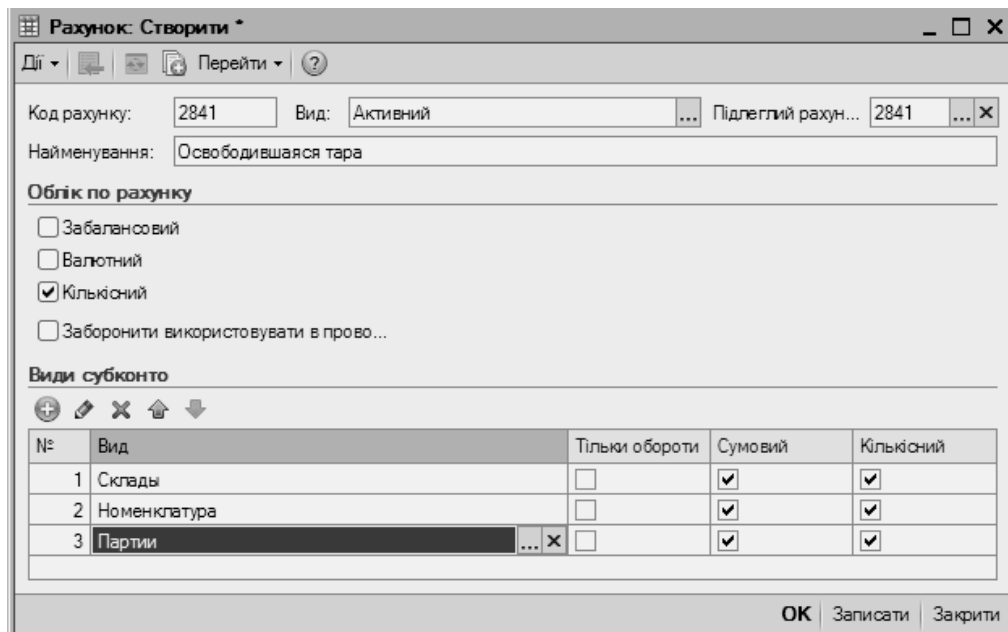 Рахунок: Створити *
Дії Перейти
Код рахунку: 2841 Вид: Активний ... Підлеглий рахун... 2841 ...
Найменування: Освободившаяся тара
Облік по рахунку
Забалансовий
Валютний
Кількісний
Заборонити використовувати в прово...
Види субконто
№ Вид Тільки обороти Сумовий Кількісний
1 Склады
2 Номенклатура
3 Партии ...
OK Записати Закрити